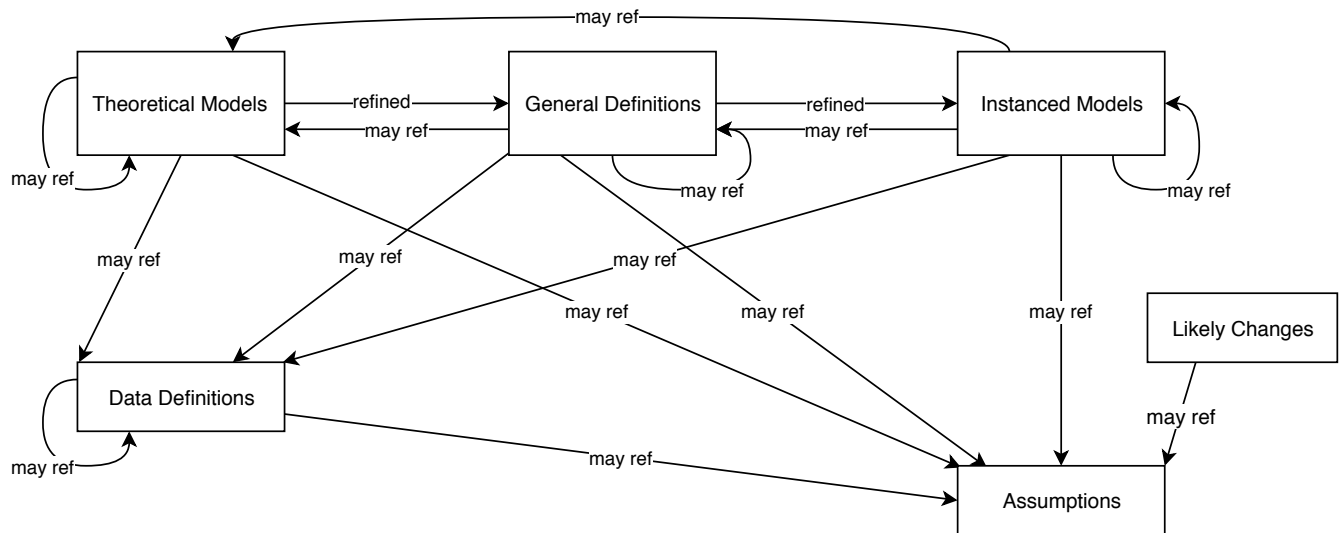 may ref
Theoretical Models
refined
General Definitions
refined
Instanced Models
may ref
may ref
may ref
may ref
may ref
may ref
may ref
may ref
may ref
may ref
may ref
Likely Changes
Data Definitions
may ref
may ref
may ref
Assumptions